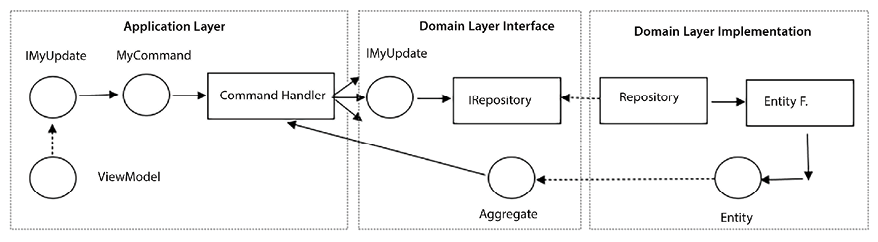 Application Layer
Domain Layer Interface
Domain Layer Implementation
IMyUpdate
MyCommand
IMyUpdate
Command Handler
IRepository
Repository
Entity F.
ViewModel
Aggregate
Entity